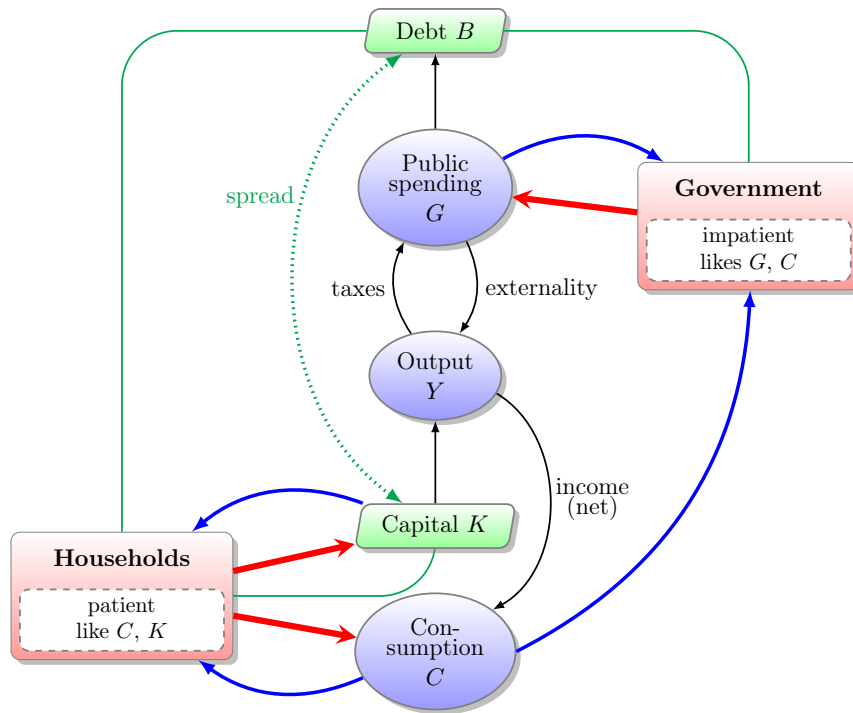 Debt B
Public
spending
G
Government
impatient
likes G, C
spread
taxes
externality
Output
Y
income
(net)
Capital K
Households
patient
like C, K
Con-
sumption
C